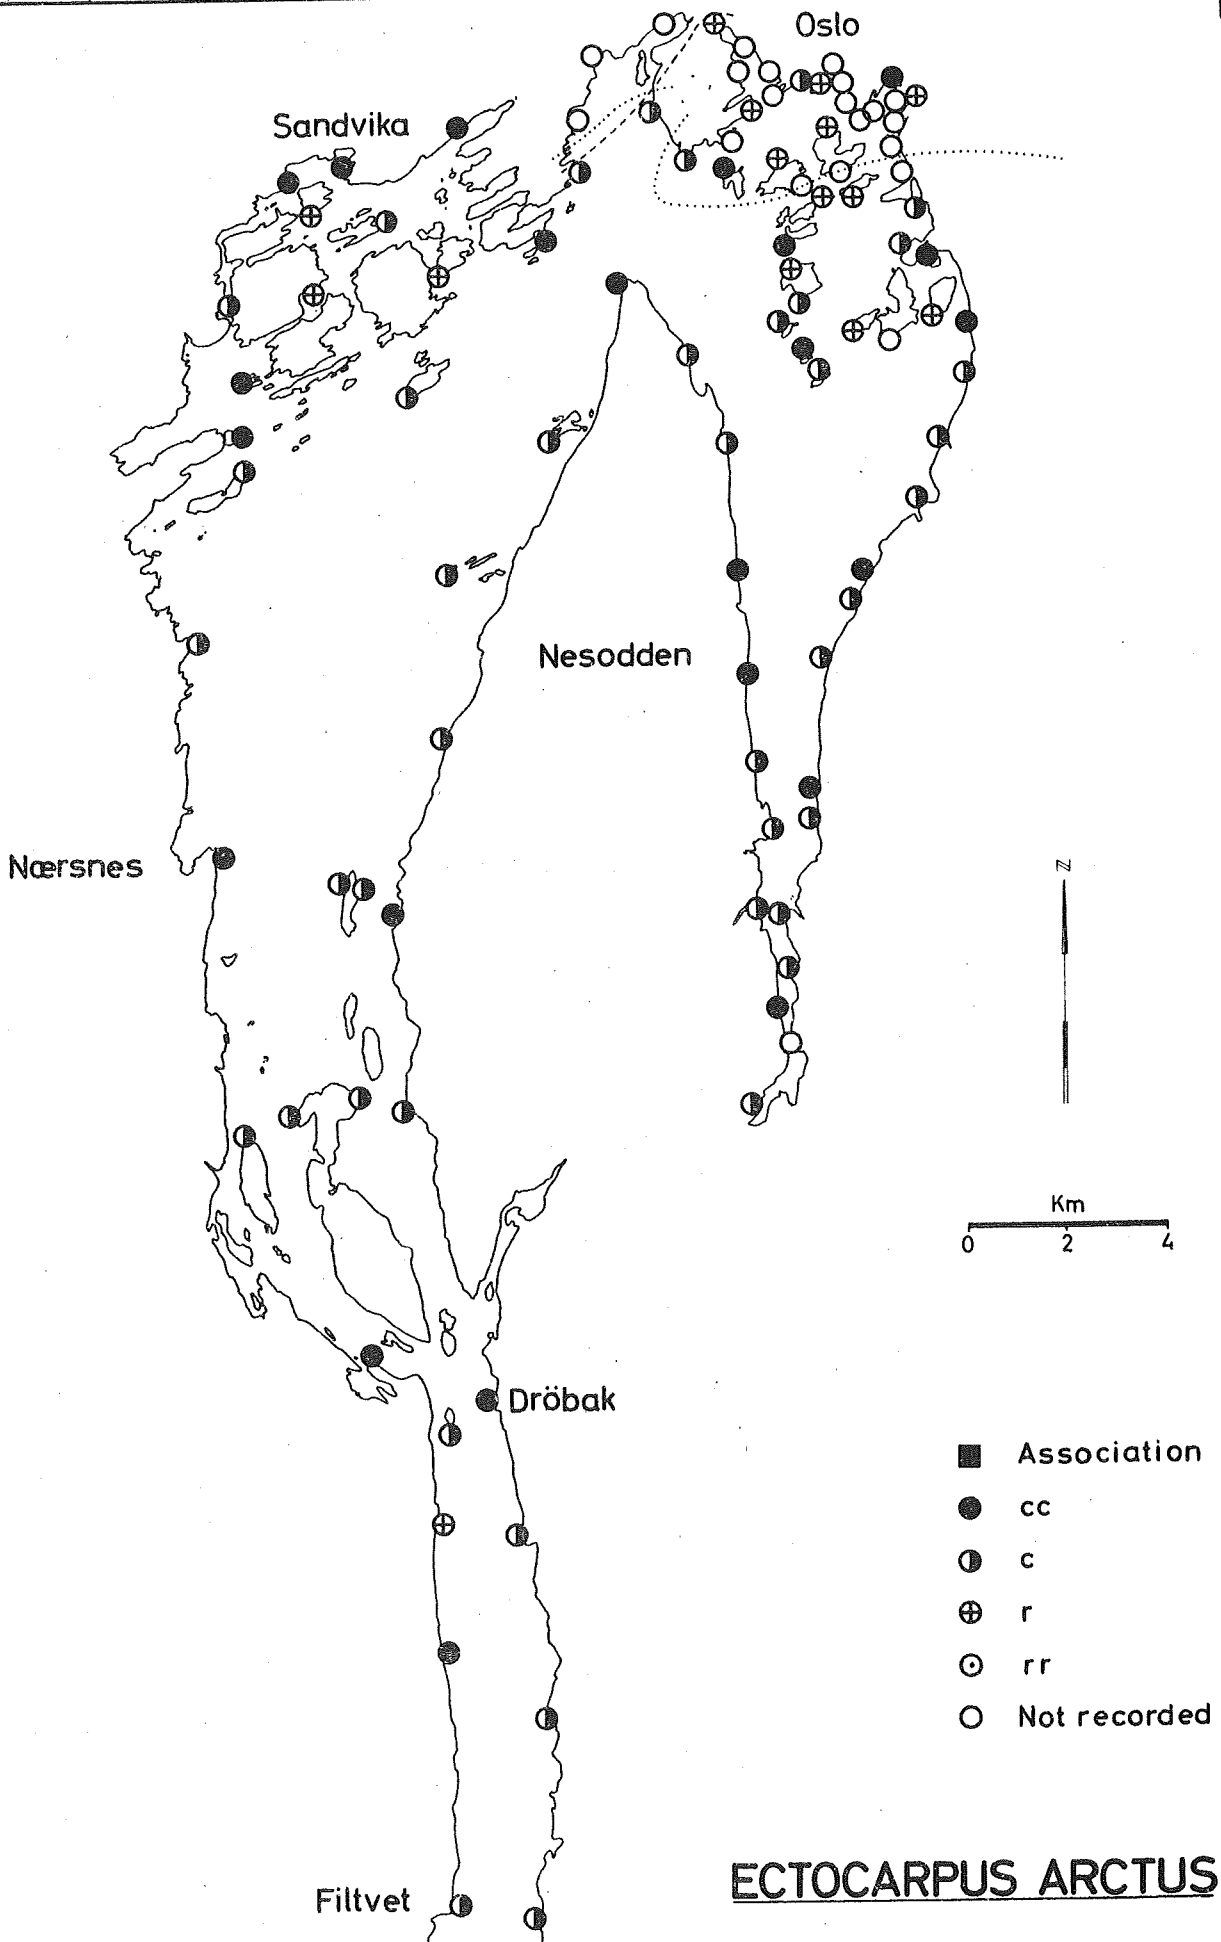 Oslo
Sandvika
Nesodden
Nærsnes
N
Km
0 2 4
Dröbak
Association
cc
c
r
rr
Not recorded
Filtvet
ECTOCARPUS ARCTUS